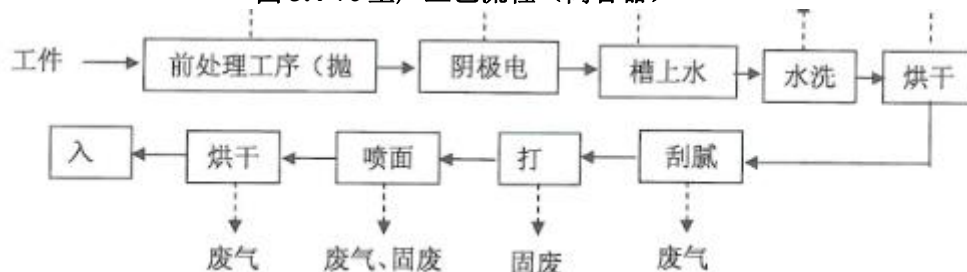 工件 前处理工序（抛 阴极电 槽上水 水洗 烘干
入 烘干 喷面 打 刮腻
废气 废气、固废 固废 废气